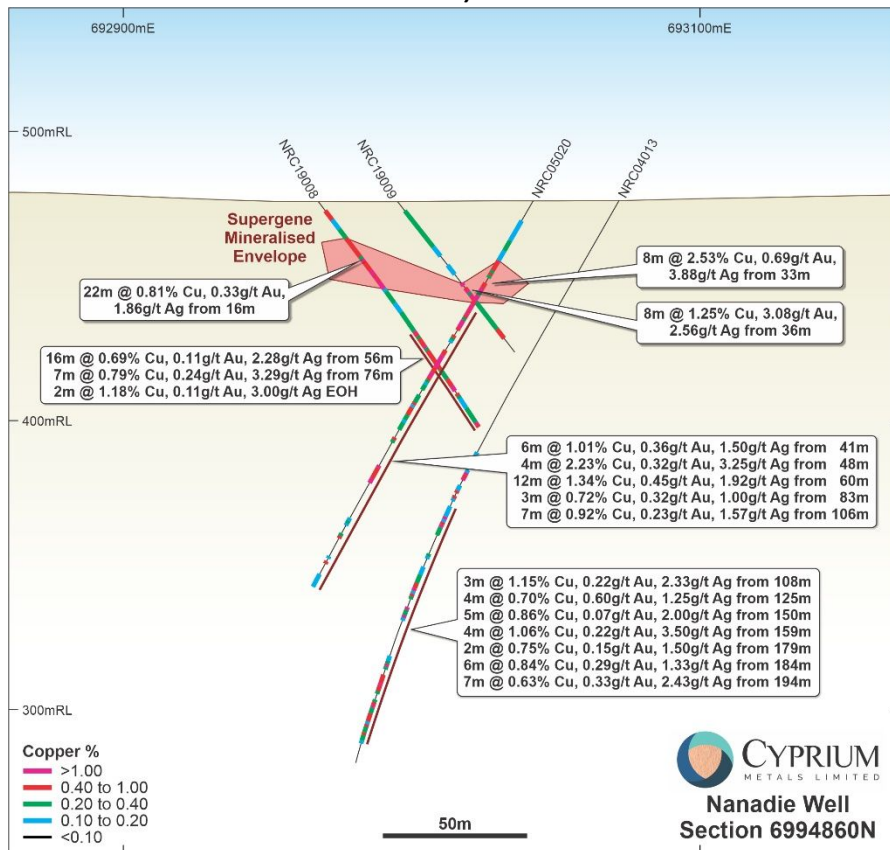 692900mE
693100mE
500mRL
NRC19008
NRC19009
NRC05020
NRC04013
Supergene
Mineralised
Envelope
8m @ 2.53% Cu, 0.69g/t Au,
3.88g/t Ag from 33m
22m @ 0.81% Cu, 0.33g/t Au,
1.86g/t Ag from 16m
8m @ 1.25% Cu, 3.08g/t Au,
2.56g/t Ag from 36m
16m @ 0.69% Cu, 0.11g/t Au, 2.28g/t Ag from 56m
7m @ 0.79% Cu, 0.24g/t Au, 3.29g/t Ag from 76m
2m @ 1.18% Cu, 0.11g/t Au, 3.00g/t Ag EOH
400mRL
6m @ 1.01% Cu, 0.36g/t Au, 1.50g/t Ag from 41m
4m @ 2.23% Cu, 0.32g/t Au, 3.25g/t Ag from 48m
12m @ 1.34% Cu, 0.45g/t Au, 1.92g/t Ag from 60m
3m @ 0.72% Cu, 0.32g/t Au, 1.00g/t Ag from 83m
7m @ 0.92% Cu, 0.23g/t Au, 1.57g/t Ag from 106m
3m @ 1.15% Cu, 0.22g/t Au, 2.33g/t Ag from 108m
4m @ 0.70% Cu, 0.60g/t Au, 1.25g/t Ag from 125m
5m @ 0.86% Cu, 0.07g/t Au, 2.00g/t Ag from 150m
4m @ 1.06% Cu, 0.22g/t Au, 3.50g/t Ag from 159m
2m @ 0.75% Cu, 0.15g/t Au, 1.50g/t Ag from 179m
6m @ 0.84% Cu, 0.29g/t Au, 1.33g/t Ag from 184m
7m @ 0.63% Cu, 0.33g/t Au, 2.43g/t Ag from 194m
300mRL
Copper %
>1.00
0.40 to 1.00
0.20 to 0.40
0.10 to 0.20
<0.10
50m
CYPRIUM
METALS LIMITED
Nanadie Well
Section 6994860N